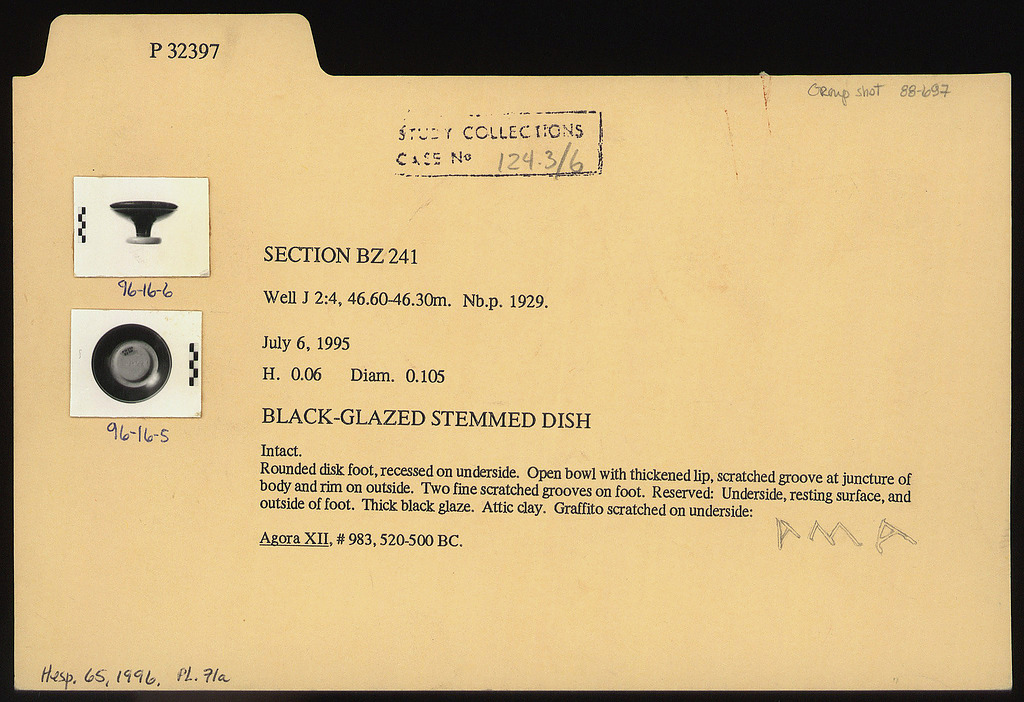 P 32397
Group shot 88-697
STUDY COLLECTIONS
CASE No 124.3/6
96-16-6
96-16-5
SECTION BZ 241
Well J 2:4, 46.60-46.30m. Nb.p. 1929.
July 6, 1995
H. 0.06 Diam. 0.105
BLACK-GLAZED STEMMED DISH
Intact.
Rounded disk foot, recessed on underside. Open bowl with thickened lip, scratched groove at juncture of
body and rim on outside. Two fine scratched grooves on foot. Reserved: Underside, resting surface, and
outside of foot. Thick black glaze. Attic clay. Graffito scratched on underside:
ΑΜΑ
Agora XII, # 983, 520-500 BC.
Hesp. 65, 1996. PL. 71a